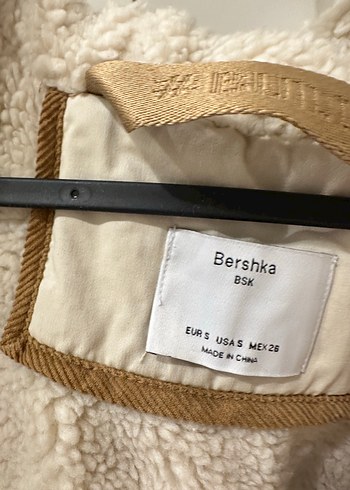 Bershka
BSK
EUR S USA S MEX 26
MADE IN CHINA